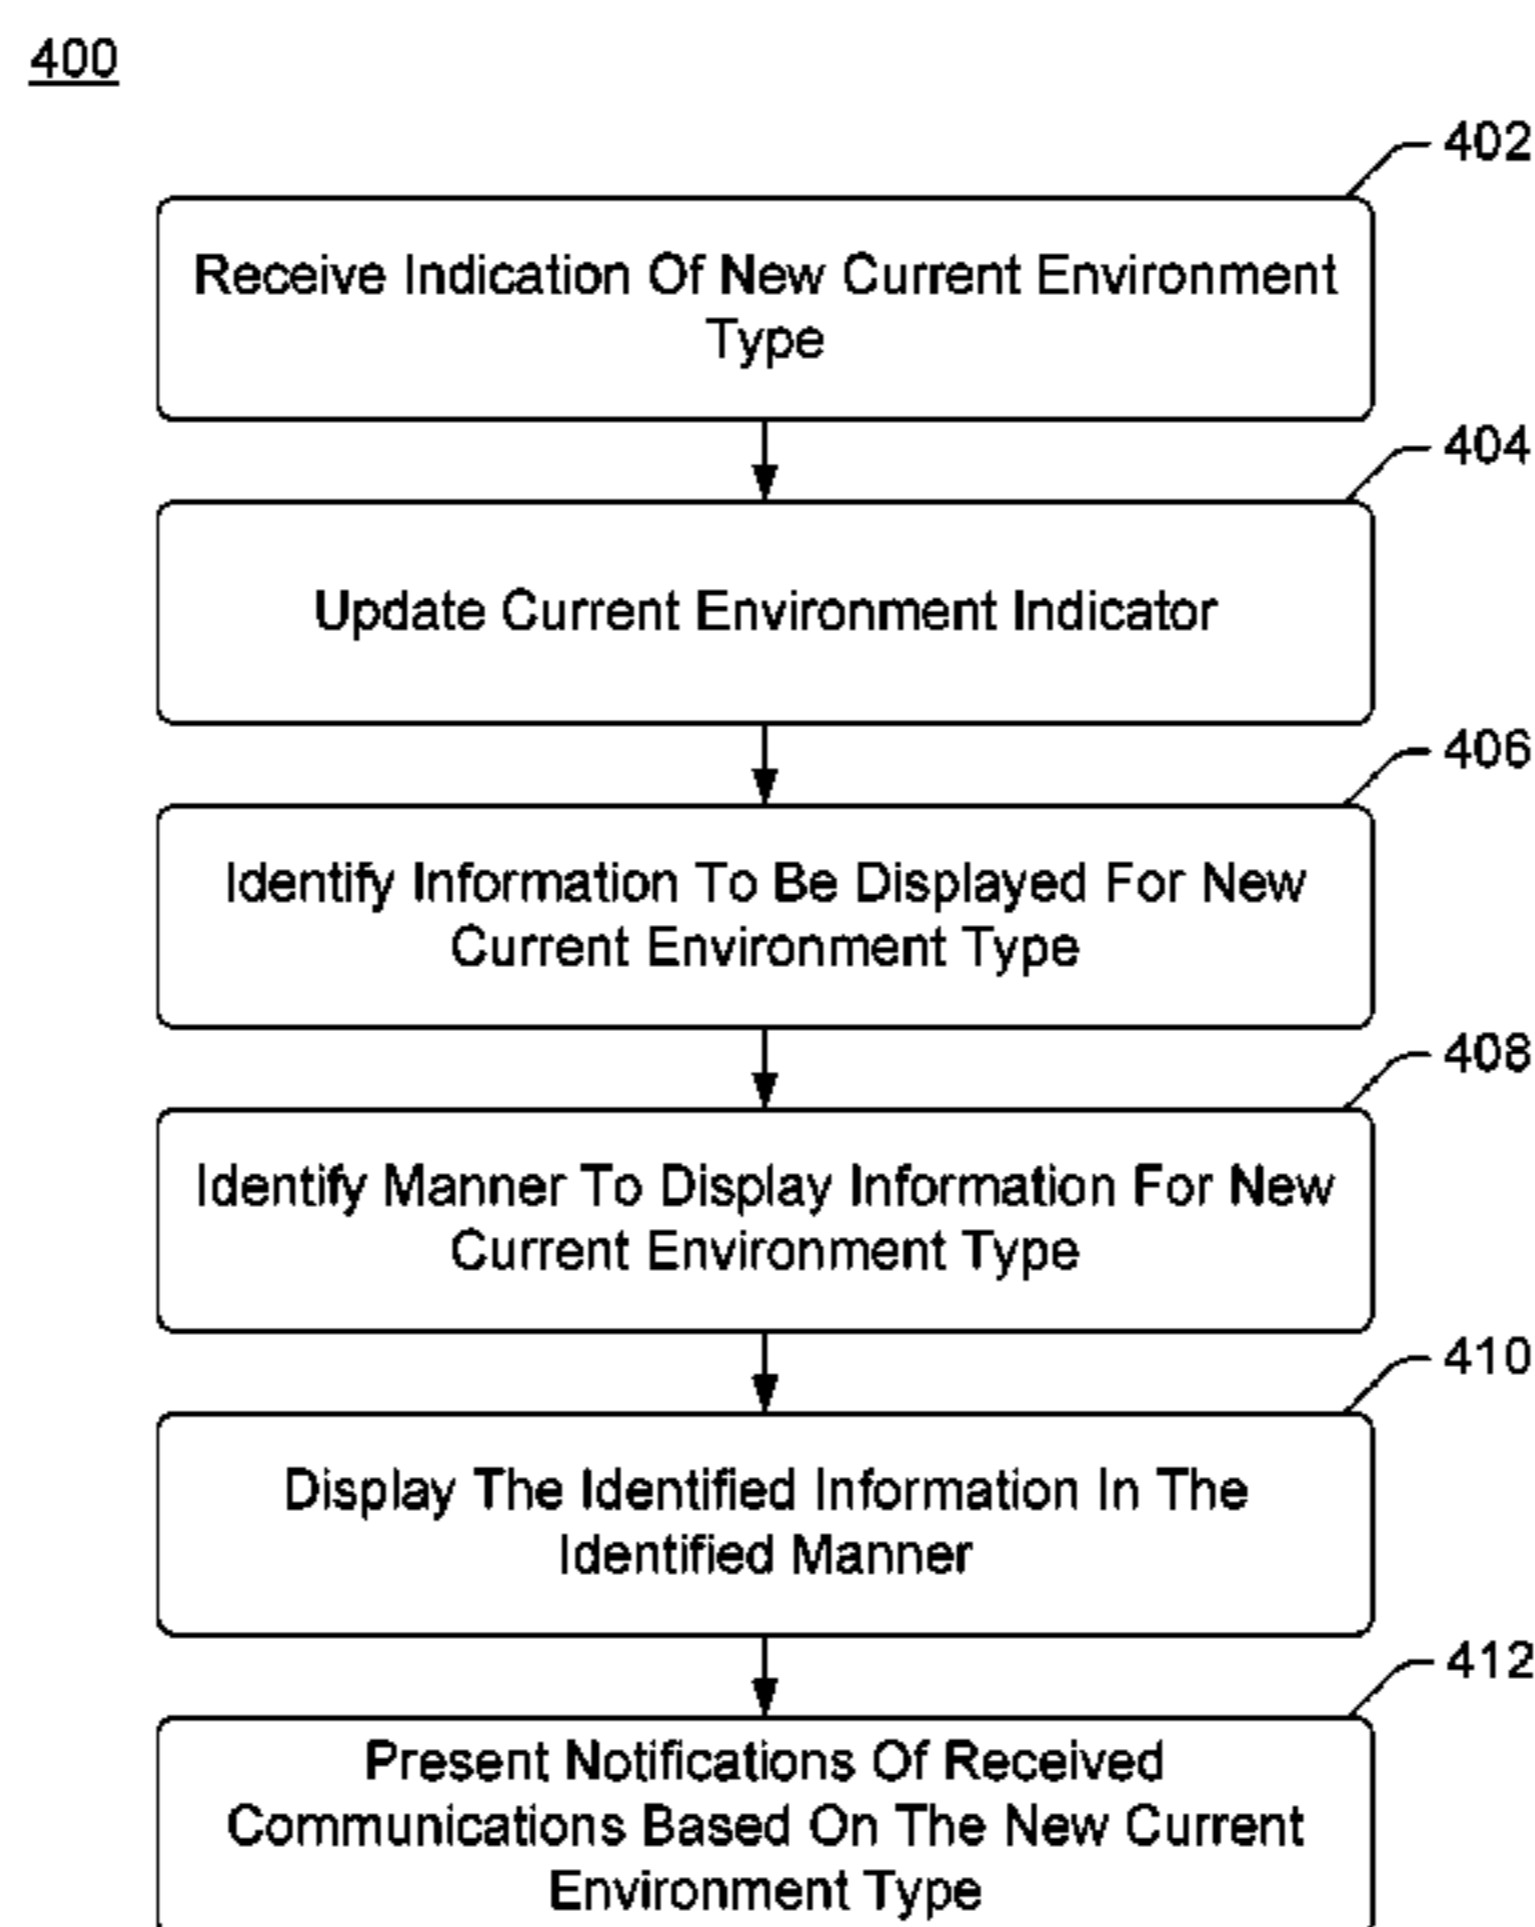 400
402
Receive Indication Of New Current Environment
Type
404
Update Current Environment Indicator
406
Identify Information To Be Displayed For New
Current Environment Type
408
Identify Manner To Display Information For New
Current Environment Type
410
Display The Identified Information In The
Identified Manner
412
Present Notifications Of Received
Communications Based On The New Current
Environment Type